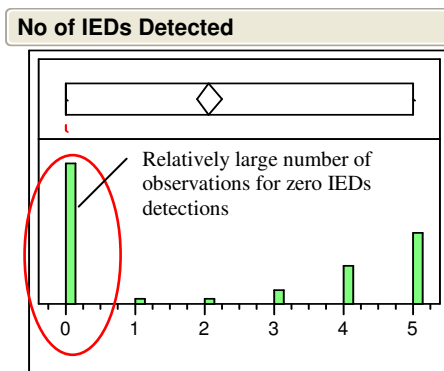 No of IEDs Detected
Relatively large number of
observations for zero IEDs
detections
0 1 2 3 4 5